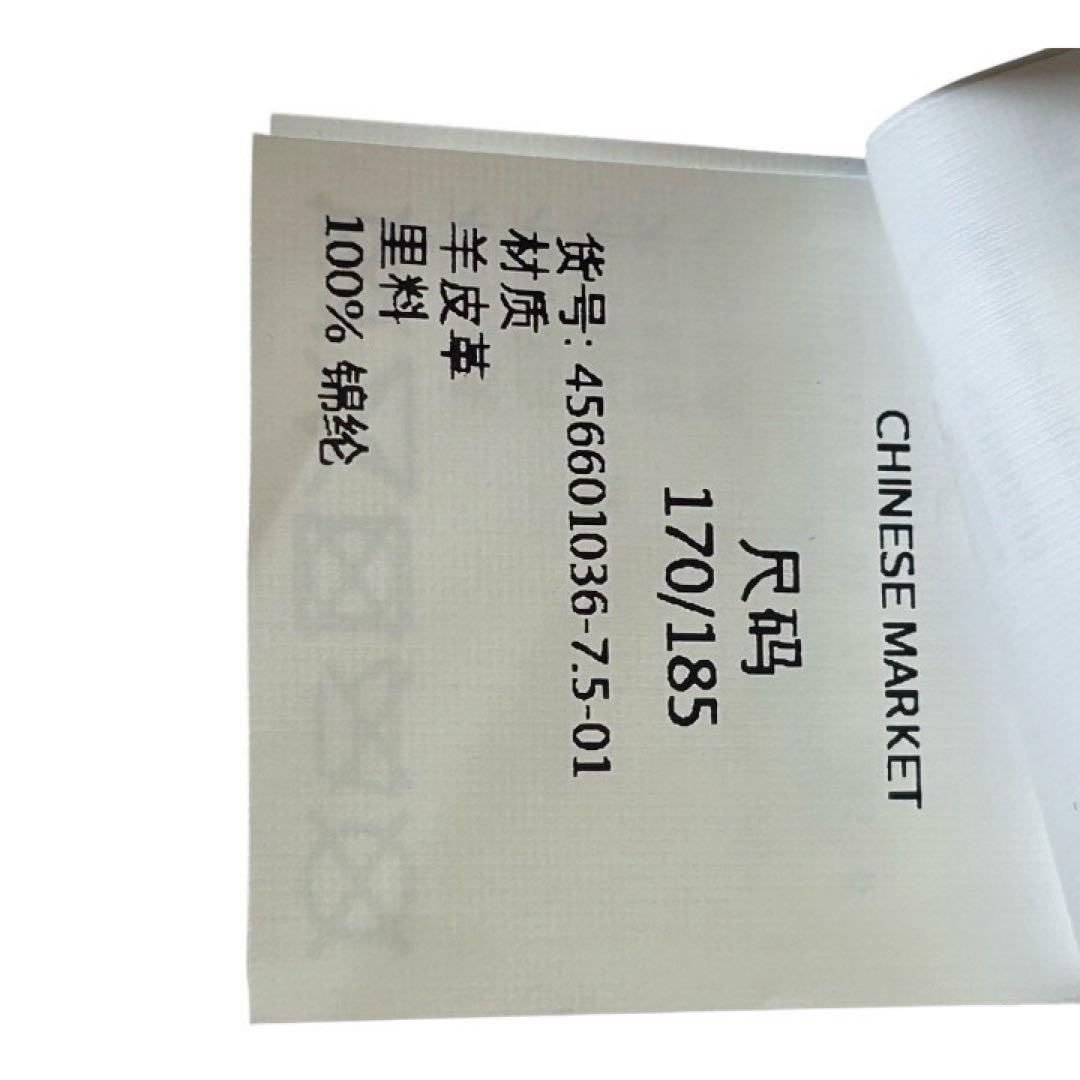 CHINESE MARKET
尺码
170/185
货号: 456601036-7.5-01
材质
羊皮革
里料
100% 锦纶